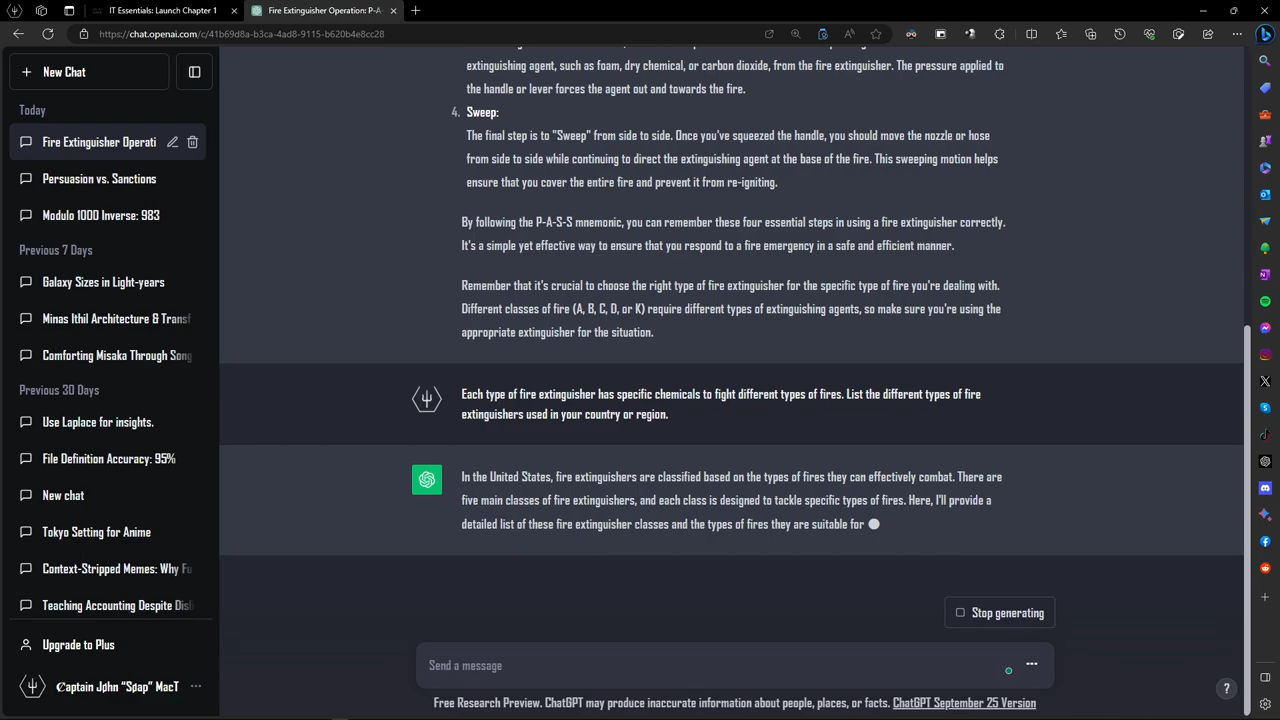 IT Essentials: Launch Chapter 1
Fire Extinguisher Operation: P-A-
https://chat.openai.com/c/41b69d8a-b3ca-4ad8-9115-b620b4e8cc28
New Chat
Today
Fire Extinguisher Operati
Persuasion vs. Sanctions
Modulo 1000 Inverse: 983
Previous 7 Days
Galaxy Sizes in Light-years
Minas Ithil Architecture & Transf
Comforting Misaka Through Song
Previous 30 Days
Use Laplace for insights.
File Definition Accuracy: 95%
New chat
Tokyo Setting for Anime
Context-Stripped Memes: Why Fu
Teaching Accounting Despite Disli
Upgrade to Plus
Captain Jøhn “Søap” MacT
extinguishing agent, such as foam, dry chemical, or carbon dioxide, from the fire extinguisher. The pressure applied to
the handle or lever forces the agent out and towards the fire.
4. Sweep:
The final step is to "Sweep" from side to side. Once you've squeezed the handle, you should move the nozzle or hose
from side to side while continuing to direct the extinguishing agent at the base of the fire. This sweeping motion helps
ensure that you cover the entire fire and prevent it from re-igniting.
By following the P-A-S-S mnemonic, you can remember these four essential steps in using a fire extinguisher correctly.
It's a simple yet effective way to ensure that you respond to a fire emergency in a safe and efficient manner.
Remember that it's crucial to choose the right type of fire extinguisher for the specific type of fire you're dealing with.
Different classes of fire (A, B, C, D, or K) require different types of extinguishing agents, so make sure you're using the
appropriate extinguisher for the situation.
Each type of fire extinguisher has specific chemicals to fight different types of fires. List the different types of fire
extinguishers used in your country or region.
In the United States, fire extinguishers are classified based on the types of fires they can effectively combat. There are
five main classes of fire extinguishers, and each class is designed to tackle specific types of fires. Here, I'll provide a
detailed list of these fire extinguisher classes and the types of fires they are suitable for
Stop generating
Send a message
Free Research Preview. ChatGPT may produce inaccurate information about people, places, or facts. ChatGPT September 25 Version
?